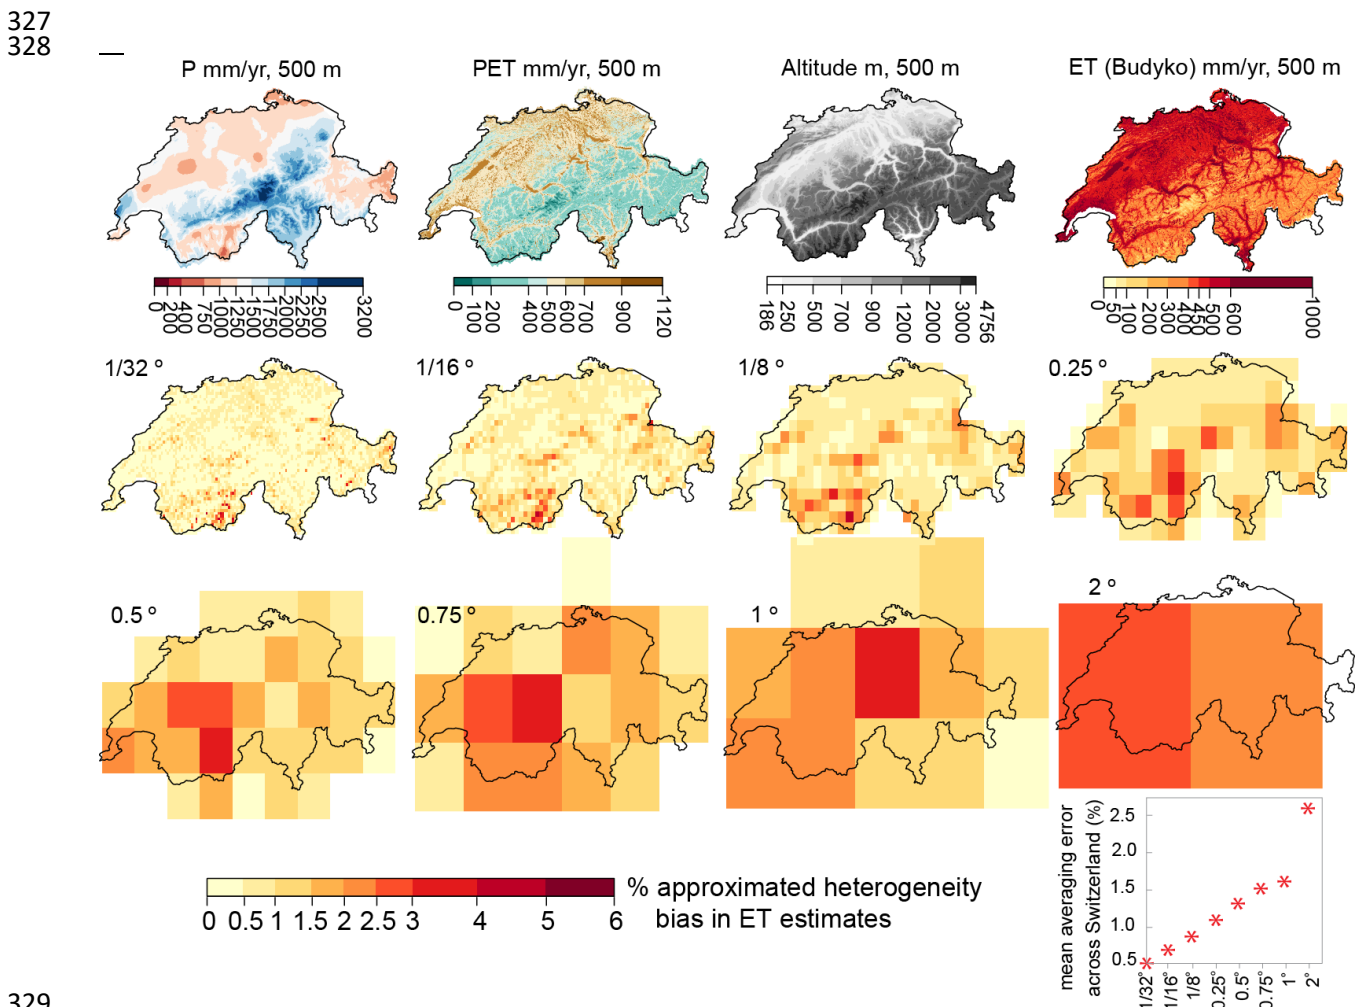 327
328
P mm/yr, 500 m
PET mm/yr, 500 m
Altitude m, 500 m
ET (Budyko) mm/yr, 500 m
0 200 400 750 1000 1250 1500 1750 2000 2500 3200
0 100 200 400 500 600 700 900 1120
186 250 500 700 900 1200 2000 3000 4756
0 50 100 200 300 400 450 500 600 1000
1/32 °
1/16 °
1/8 °
0.25 °
0.5 °
0.75 °
1 °
2 °
0 0.5 1 1.5 2 2.5 3 4 5 6
% approximated heterogeneity
bias in ET estimates
mean averaging error
across Switzerland (%)
2.5
2.0
1.5
1.0
0.5
1/32° 1/16° 1/8° 0.25° 0.5° 0.75° 1° 2°
329